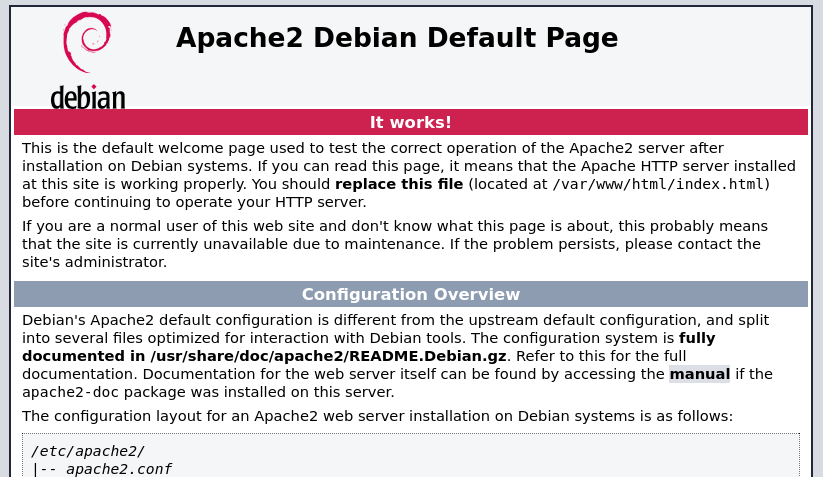 debian
Apache2 Debian Default Page
It works!
This is the default welcome page used to test the correct operation of the Apache2 server after
installation on Debian systems. If you can read this page, it means that the Apache HTTP server installed
at this site is working properly. You should replace this file (located at /var/www/html/index.html)
before continuing to operate your HTTP server.
If you are a normal user of this web site and don't know what this page is about, this probably means
that the site is currently unavailable due to maintenance. If the problem persists, please contact the
site's administrator.
Configuration Overview
Debian's Apache2 default configuration is different from the upstream default configuration, and split
into several files optimized for interaction with Debian tools. The configuration system is fully
documented in /usr/share/doc/apache2/README.Debian.gz. Refer to this for the full
documentation. Documentation for the web server itself can be found by accessing the manual if the
apache2-doc package was installed on this server.
The configuration layout for an Apache2 web server installation on Debian systems is as follows:
/etc/apache2/
|-- apache2.conf